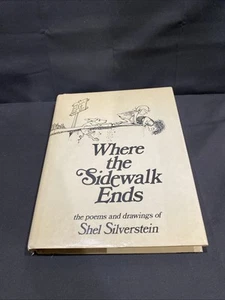 Where
the
Sidewalk
Ends
the poems and drawings of
Shel Silverstein